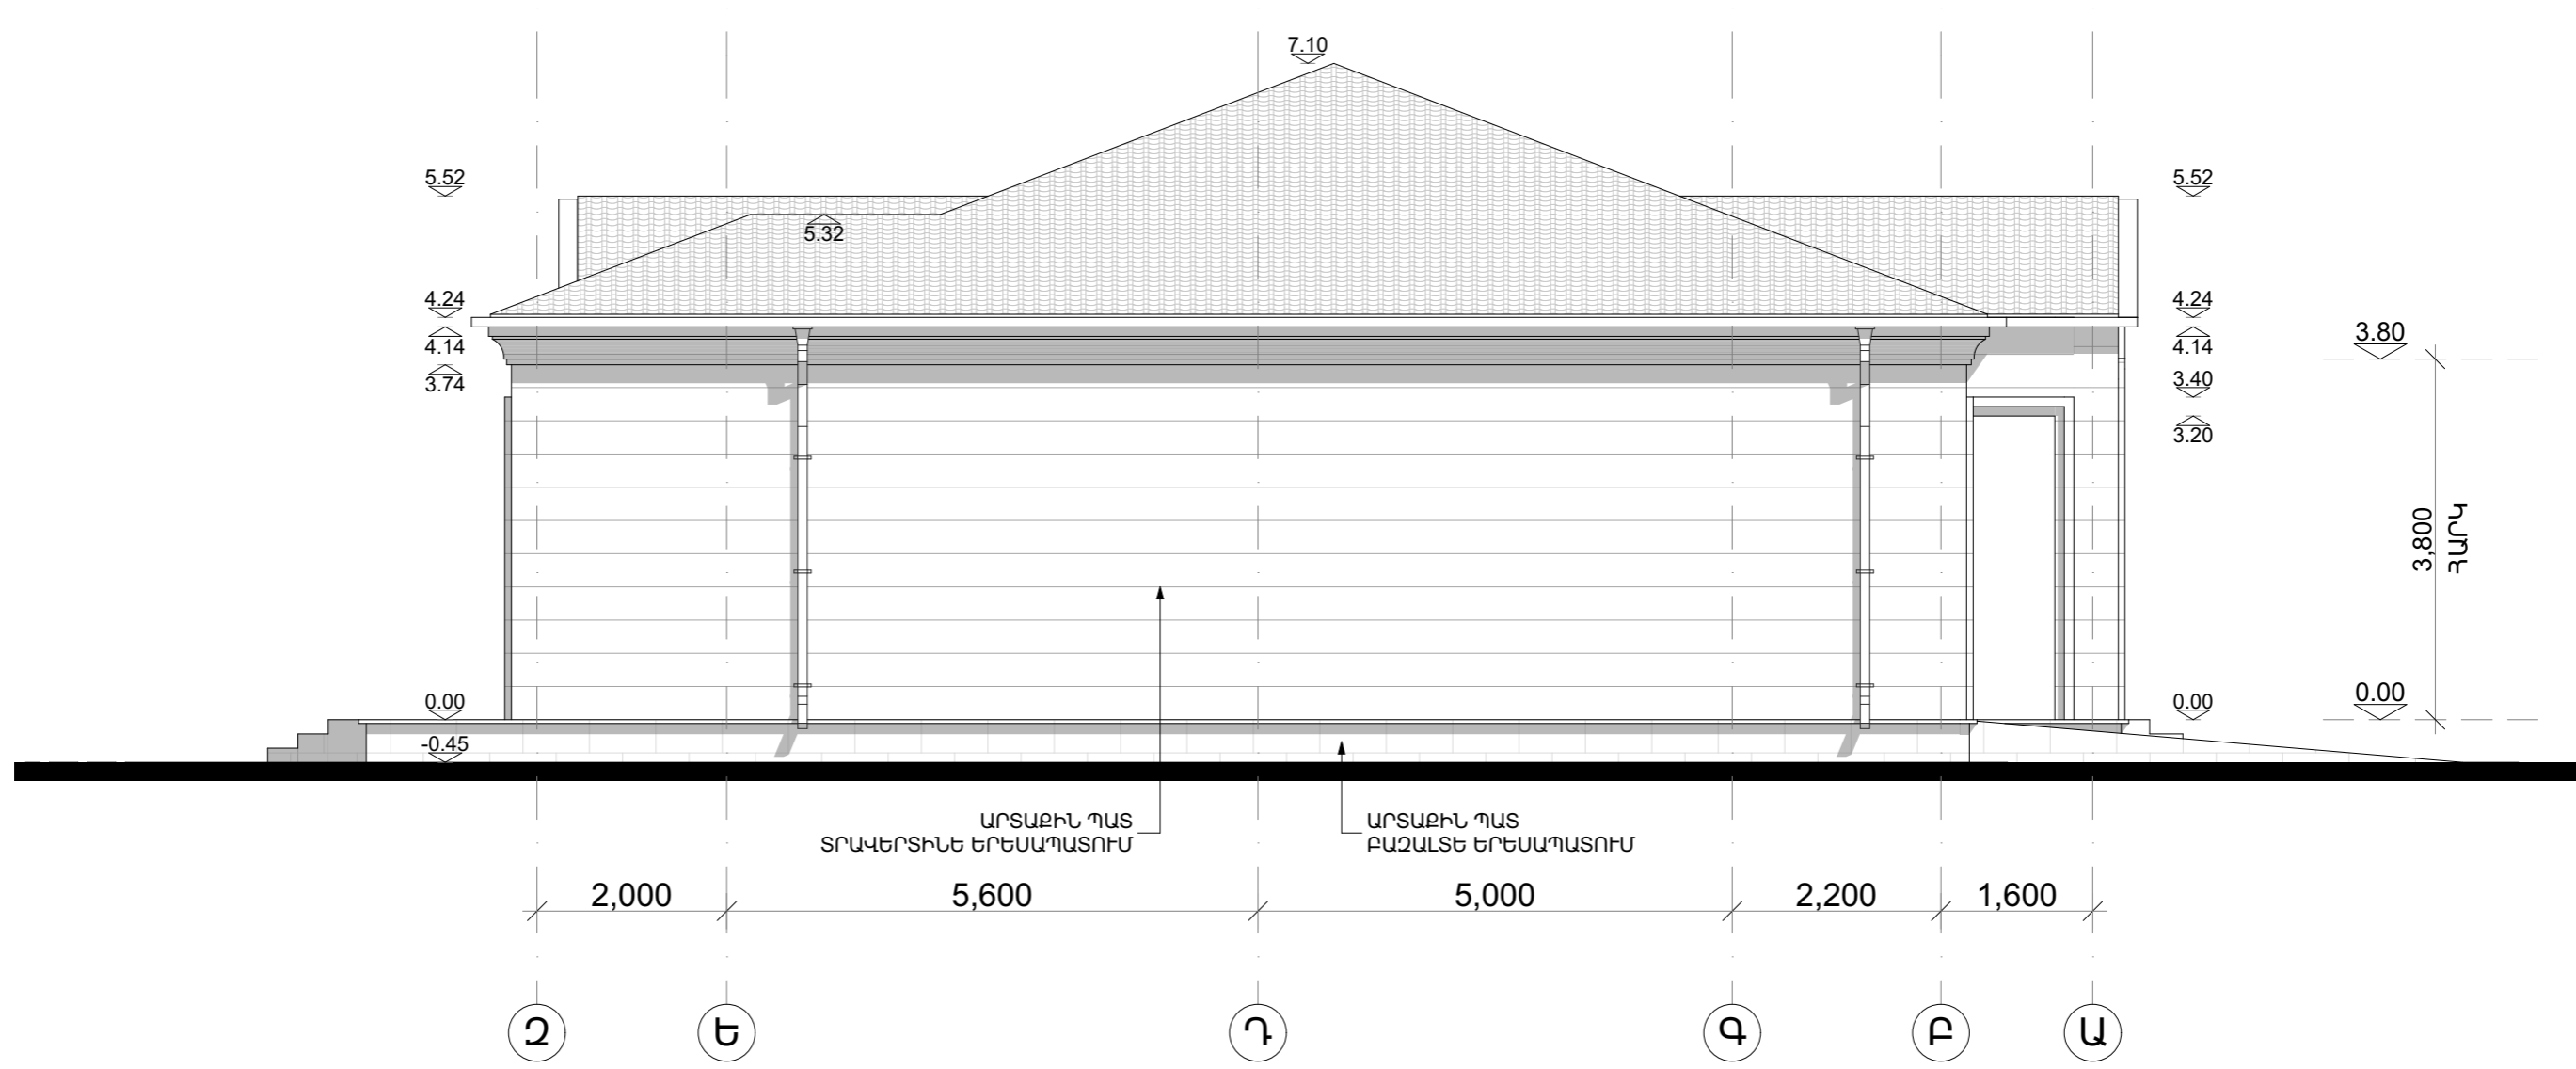 7.10
5.52
5.52
5.32
4.24
4.24
4.14
4.14
3.80
3.74
3.40
3.20
3,800
ՀԱՐԿ
0.00
0.00
0.00
-0.45
ԱՐՏԱՔԻՆ ՊԱՏ
ՏՐԱՎԵՐՏԻՆԵ ԵՐԵՍԱՊԱՏՈՒՄ
ԱՐՏԱՔԻՆ ՊԱՏ
ԲԱԶԱԼՏԵ ԵՐԵՍԱՊԱՏՈՒՄ
2,000 5,600 5,000 2,200 1,600
Զ Ե Դ Գ Բ Ա